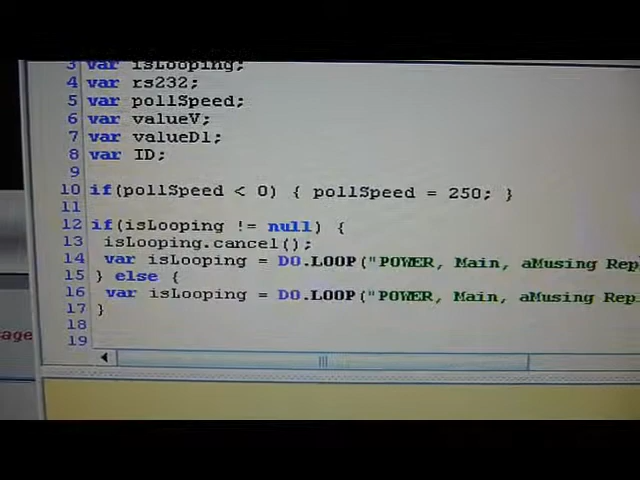 3 var isLooping;
4 var rs232;
5 var pollSpeed;
6 var valueV;
7 var valueD1;
8 var ID;
9
10 if(pollSpeed < 0) { pollSpeed = 250; }
11
12 if(isLooping != null) {
13 isLooping.cancel();
14 var isLooping = DO.LOOP("POWER, Main, aMusing Rep
15 } else {
16 var isLooping = DO.LOOP("POWER, Main, aMusing Rep
17 }
18
19
sage